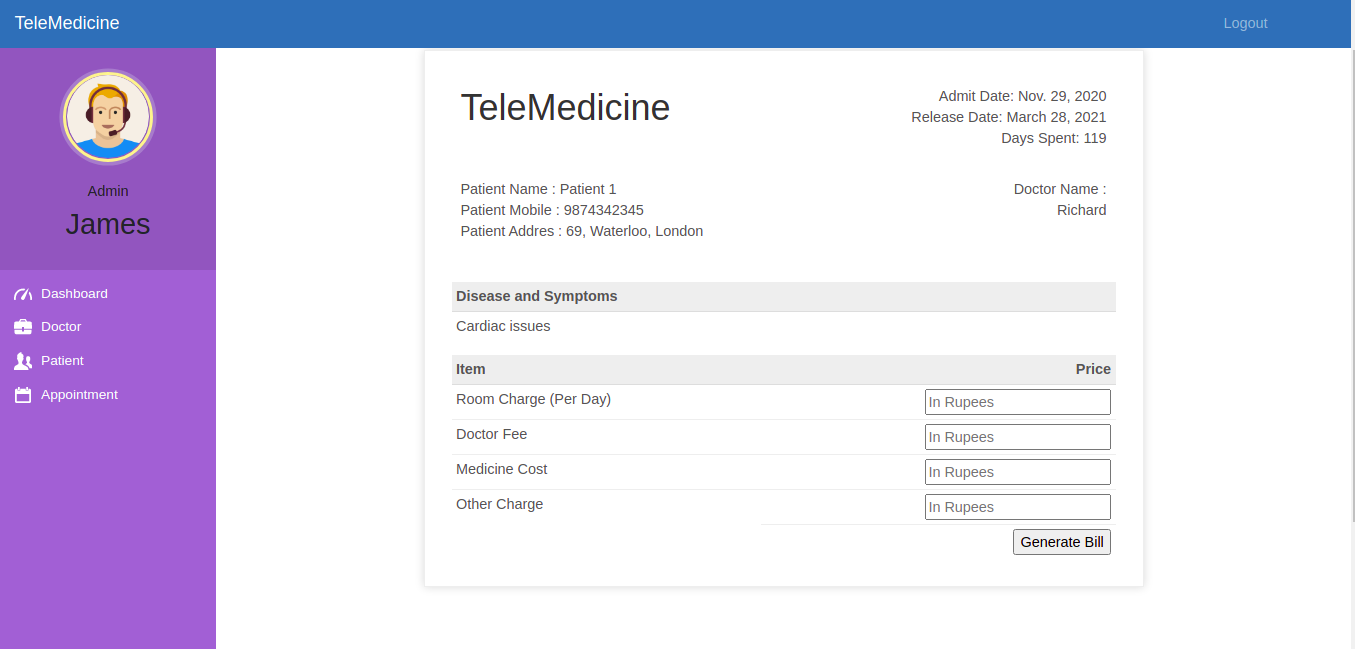 TeleMedicine
Logout
Admin
James
Dashboard
Doctor
Patient
Appointment
TeleMedicine
Admit Date: Nov. 29, 2020
Release Date: March 28, 2021
Days Spent: 119
Patient Name : Patient 1
Patient Mobile : 9874342345
Patient Addres : 69, Waterloo, London
Doctor Name :
Richard
Disease and Symptoms
Cardiac issues
Item Price
Room Charge (Per Day) In Rupees
Doctor Fee In Rupees
Medicine Cost In Rupees
Other Charge In Rupees
Generate Bill